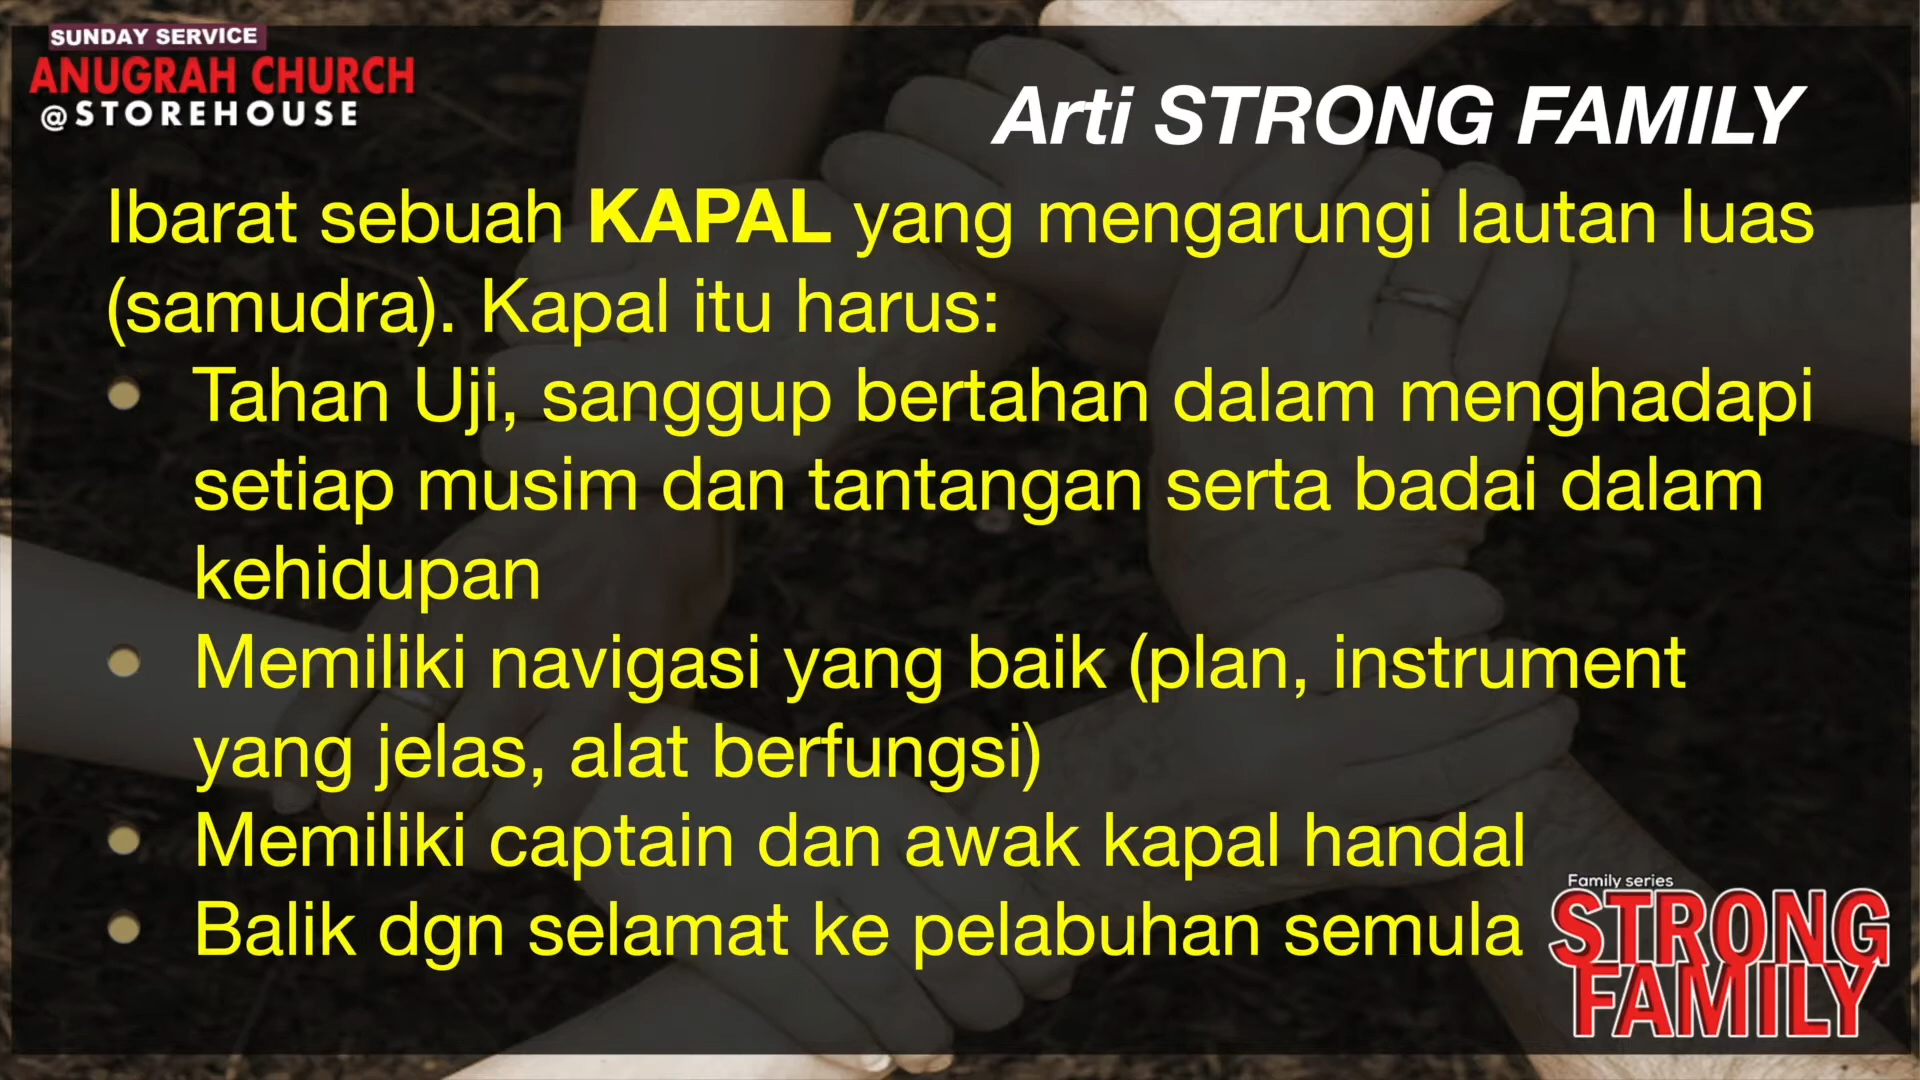 SUNDAY SERVICE
ANUGRAH CHURCH
@STOREHOUSE
Arti STRONG FAMILY
Ibarat sebuah KAPAL yang mengarungi lautan luas
(samudra). Kapal itu harus:
• Tahan Uji, sanggup bertahan dalam menghadapi
setiap musim dan tantangan serta badai dalam
kehidupan
• Memiliki navigasi yang baik (plan, instrument
yang jelas, alat berfungsi)
• Memiliki captain dan awak kapal handal
• Balik dgn selamat ke pelabuhan semula
Family series
STRONG
FAMILY